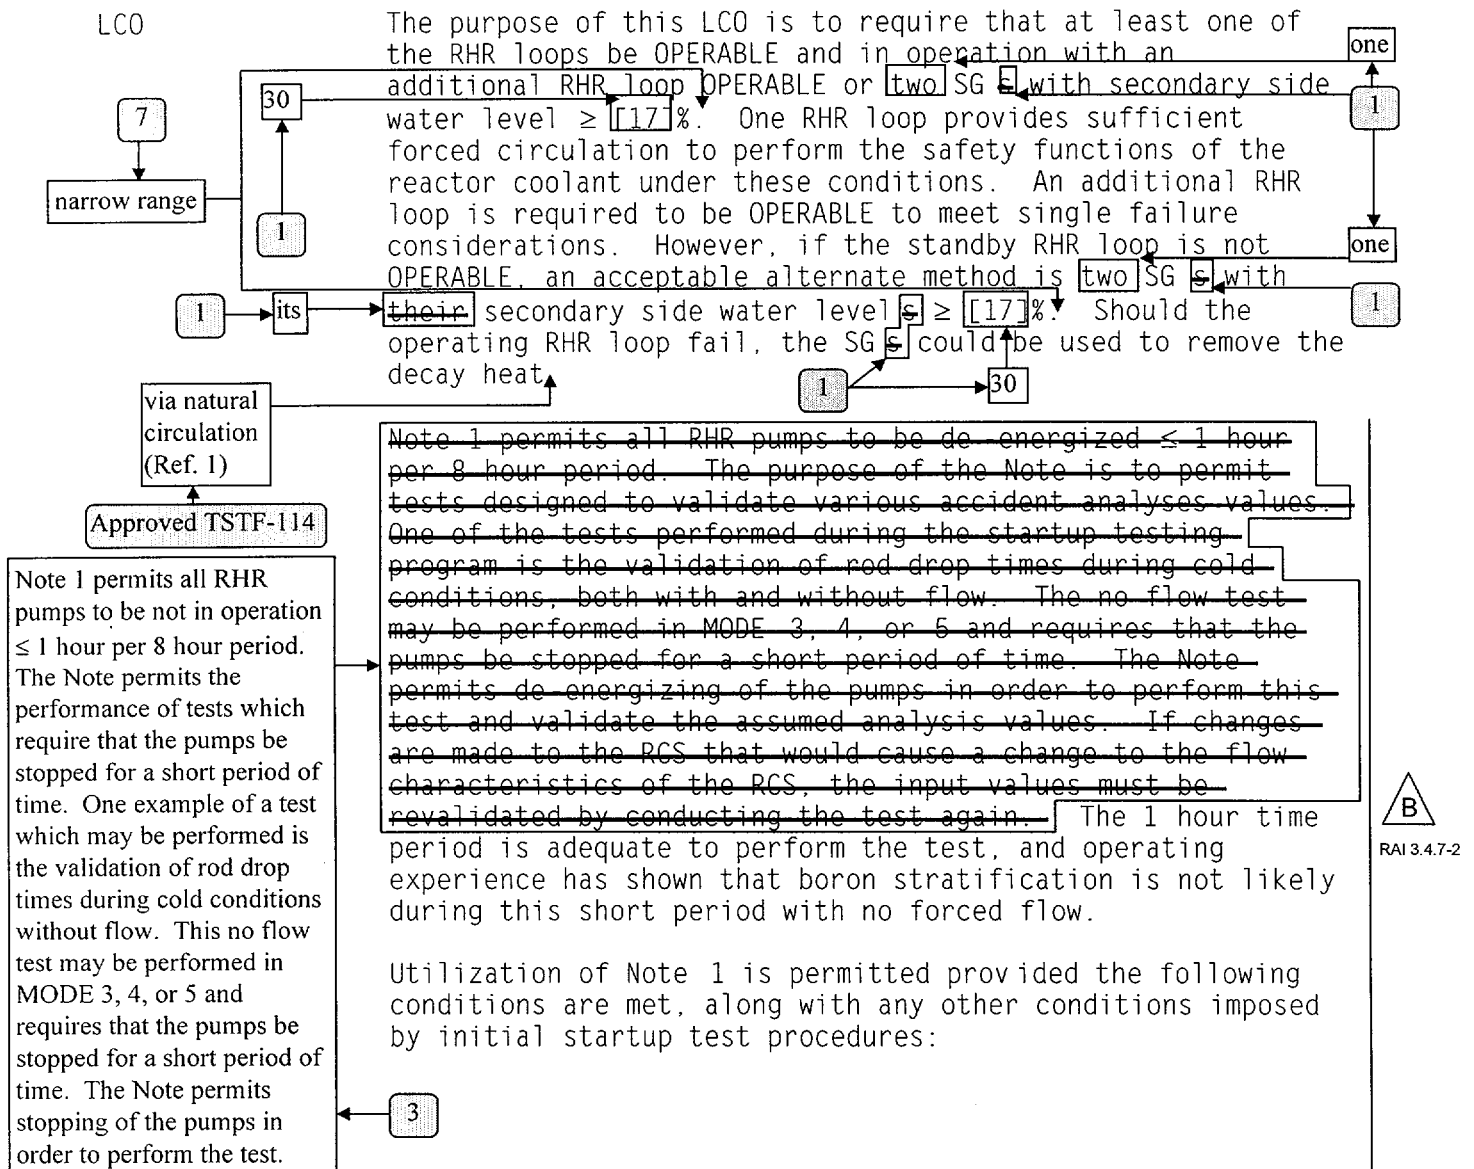 LCO
The purpose of this LCO is to require that at least one of
the RHR loops be OPERABLE and in operation with an
additional RHR loop OPERABLE or two SG s with secondary side
water level ≥ [17]%. One RHR loop provides sufficient
forced circulation to perform the safety functions of the
reactor coolant under these conditions. An additional RHR
loop is required to be OPERABLE to meet single failure
considerations. However, if the standby RHR loop is not
OPERABLE, an acceptable alternate method is two SG s with
their secondary side water level s ≥ [17]%. Should the
operating RHR loop fail, the SG s could be used to remove the
decay heat
one
1
one
1
30
1
7
narrow range
1
its
1
30
via natural
circulation
(Ref. 1)
Approved TSTF-114
Note 1 permits all RHR pumps to be de-energized ≤ 1 hour
per 8 hour period. The purpose of the Note is to permit
tests designed to validate various accident analyses values.
One of the tests performed during the startup testing
program is the validation of rod drop times during cold
conditions, both with and without flow. The no flow test
may be performed in MODE 3, 4, or 5 and requires that the
pumps be stopped for a short period of time. The Note
permits de-energizing of the pumps in order to perform this
test and validate the assumed analysis values. If changes
are made to the RCS that would cause a change to the flow
characteristics of the RCS, the input values must be
revalidated by conducting the test again. The 1 hour time
period is adequate to perform the test, and operating
experience has shown that boron stratification is not likely
during this short period with no forced flow.
Utilization of Note 1 is permitted provided the following
conditions are met, along with any other conditions imposed
by initial startup test procedures:
Note 1 permits all RHR
pumps to be not in operation
≤ 1 hour per 8 hour period.
The Note permits the
performance of tests which
require that the pumps be
stopped for a short period of
time. One example of a test
which may be performed is
the validation of rod drop
times during cold conditions
without flow. This no flow
test may be performed in
MODE 3, 4, or 5 and
requires that the pumps be
stopped for a short period of
time. The Note permits
stopping of the pumps in
order to perform the test.
3
B
RAI 3.4.7-2